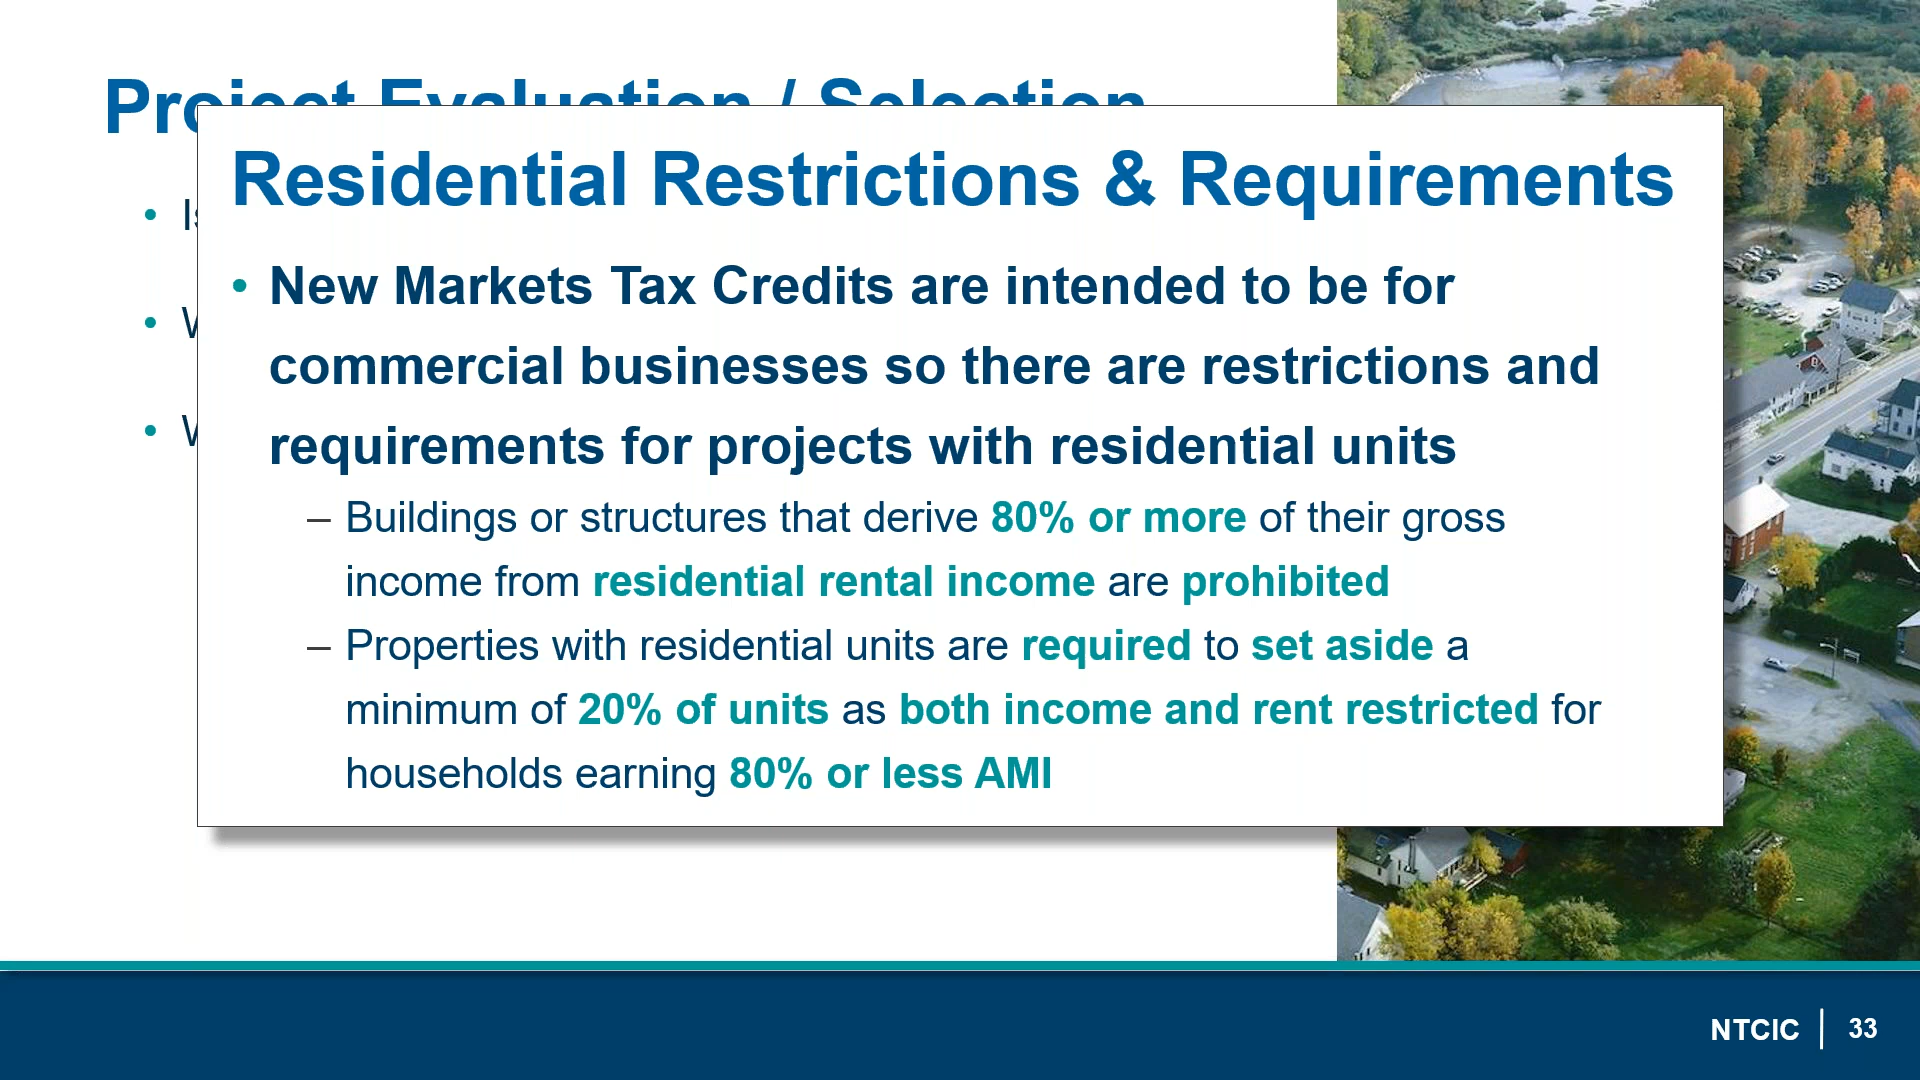 Project Evaluation / Selection
Residential Restrictions & Requirements
• New Markets Tax Credits are intended to be for
commercial businesses so there are restrictions and
requirements for projects with residential units
– Buildings or structures that derive 80% or more of their gross
income from residential rental income are prohibited
– Properties with residential units are required to set aside a
minimum of 20% of units as both income and rent restricted for
households earning 80% or less AMI
NTCIC | 33